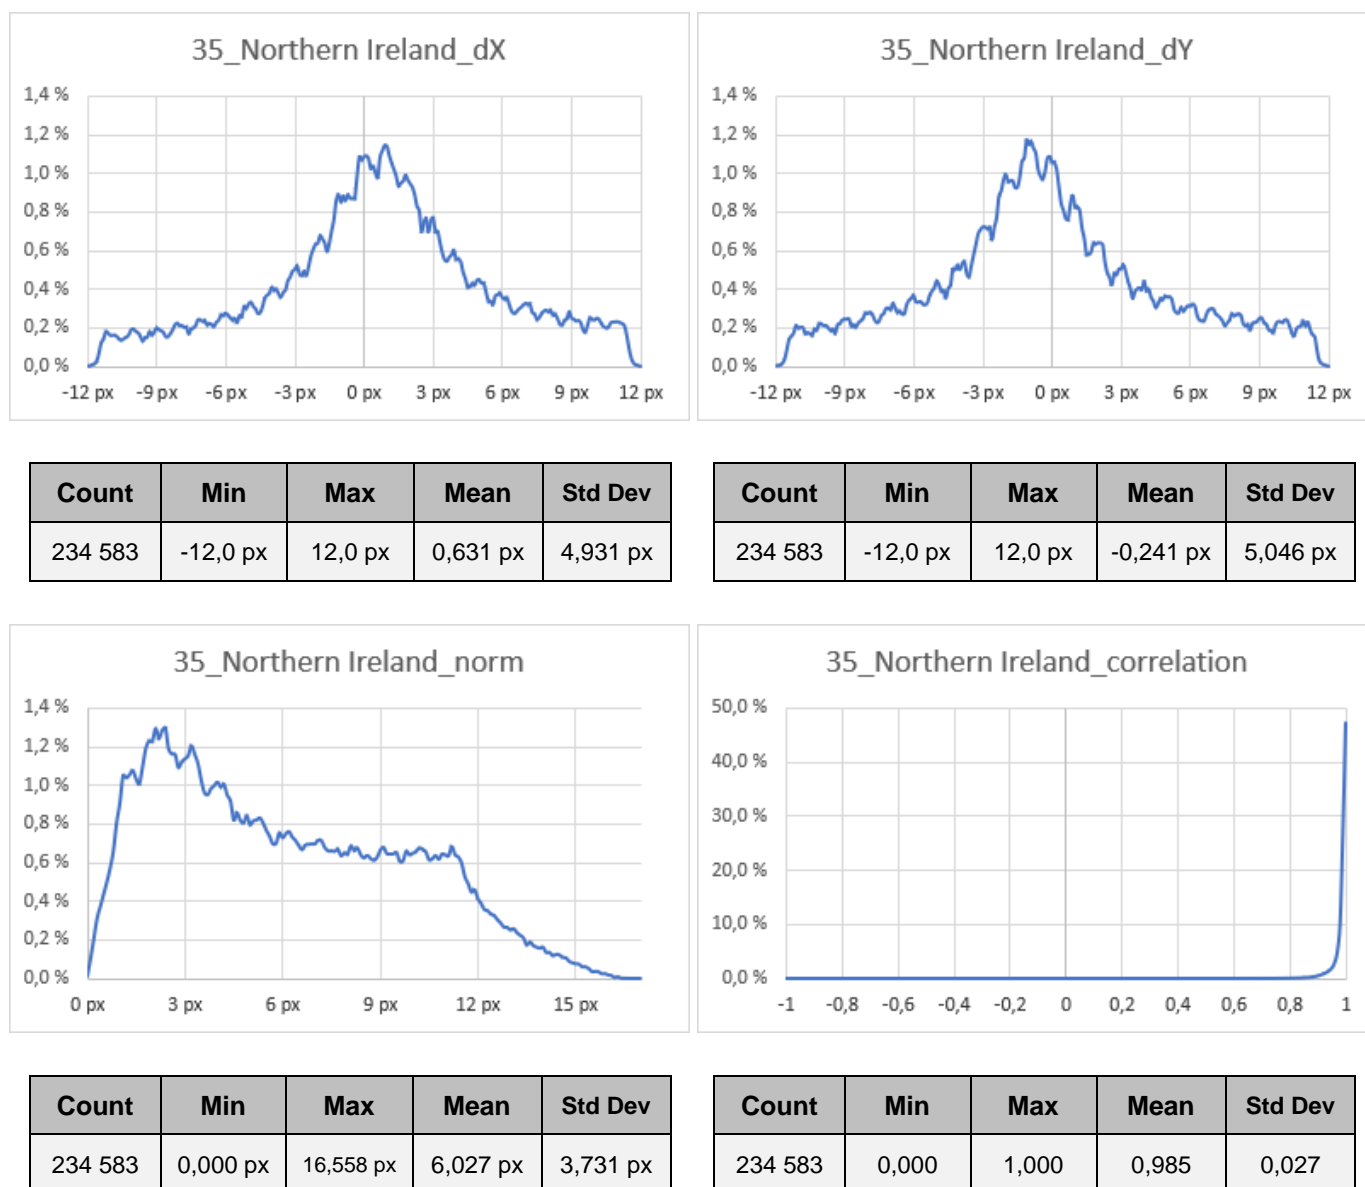 35_Northern Ireland_dX
1,4 %
1,2 %
1,0 %
0,8 %
0,6 %
0,4 %
0,2 %
0,0 %
-12 px -9 px -6 px -3 px 0 px 3 px 6 px 9 px 12 px
35_Northern Ireland_dY
1,4 %
1,2 %
1,0 %
0,8 %
0,6 %
0,4 %
0,2 %
0,0 %
-12 px -9 px -6 px -3 px 0 px 3 px 6 px 9 px 12 px
Count Min Max Mean Std Dev
234 583 -12,0 px 12,0 px 0,631 px 4,931 px
Count Min Max Mean Std Dev
234 583 -12,0 px 12,0 px -0,241 px 5,046 px
35_Northern Ireland_norm
1,4 %
1,2 %
1,0 %
0,8 %
0,6 %
0,4 %
0,2 %
0,0 %
0 px 3 px 6 px 9 px 12 px 15 px
35_Northern Ireland_correlation
50,0 %
40,0 %
30,0 %
20,0 %
10,0 %
0,0 %
-1 -0,8 -0,6 -0,4 -0,2 0 0,2 0,4 0,6 0,8 1
Count Min Max Mean Std Dev
234 583 0,000 px 16,558 px 6,027 px 3,731 px
Count Min Max Mean Std Dev
234 583 0,000 1,000 0,985 0,027